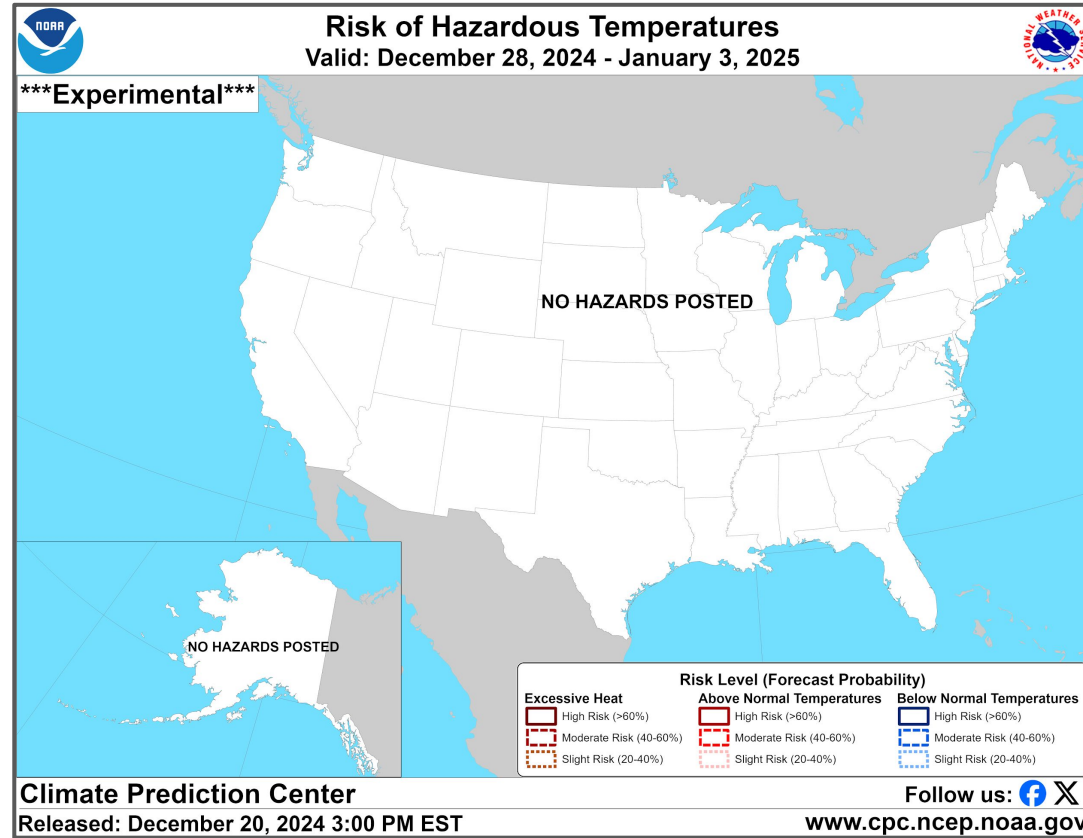 NOAA
Risk of Hazardous Temperatures
Valid: December 28, 2024 - January 3, 2025
NATIONAL WEATHER SERVICE
***Experimental***
NO HAZARDS POSTED
NO HAZARDS POSTED
Risk Level (Forecast Probability)
Excessive Heat
High Risk (>60%)
Moderate Risk (40-60%)
Slight Risk (20-40%)
Above Normal Temperatures
High Risk (>60%)
Moderate Risk (40-60%)
Slight Risk (20-40%)
Below Normal Temperatures
High Risk (>60%)
Moderate Risk (40-60%)
Slight Risk (20-40%)
Climate Prediction Center
Follow us:
Released: December 20, 2024 3:00 PM EST
www.cpc.ncep.noaa.gov